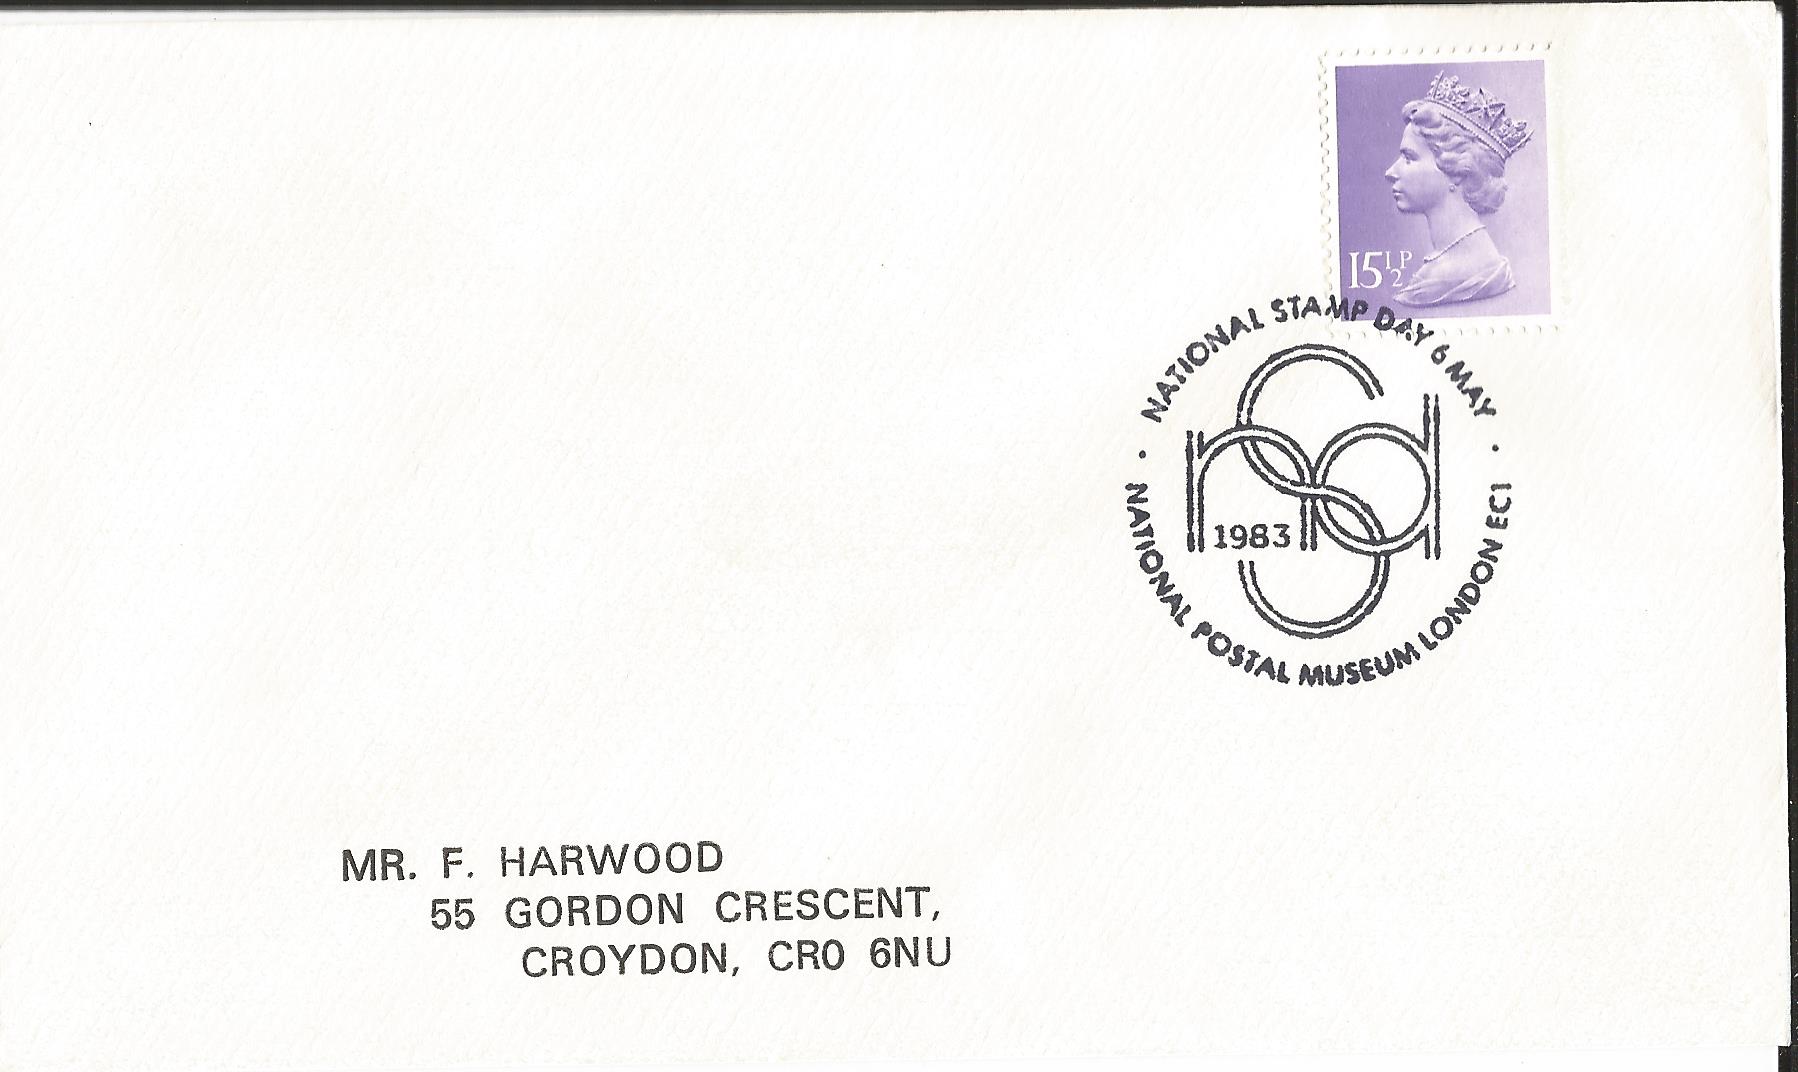 15½P
NATIONAL STAMP DAY 6 MAY
nsd
1983
NATIONAL POSTAL MUSEUM LONDON EC1
MR. F. HARWOOD
55 GORDON CRESCENT,
CROYDON, CR0 6NU